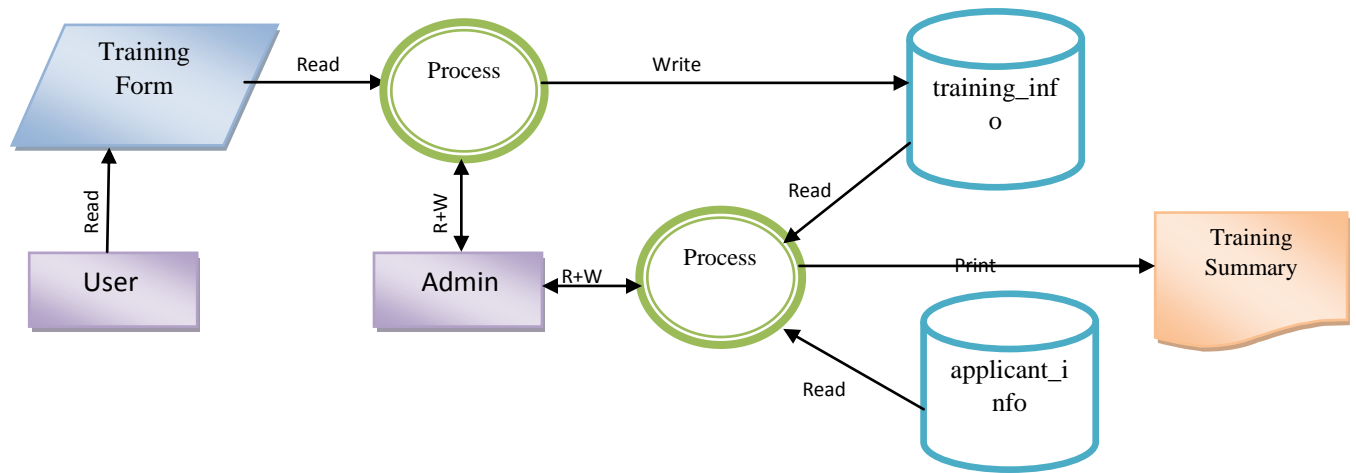 Training
Form
Read
Process
Write
training_inf
o
Read
R+W
Read
User
Admin
R+W
Process
Print
Training
Summary
Read
applicant_i
nfo